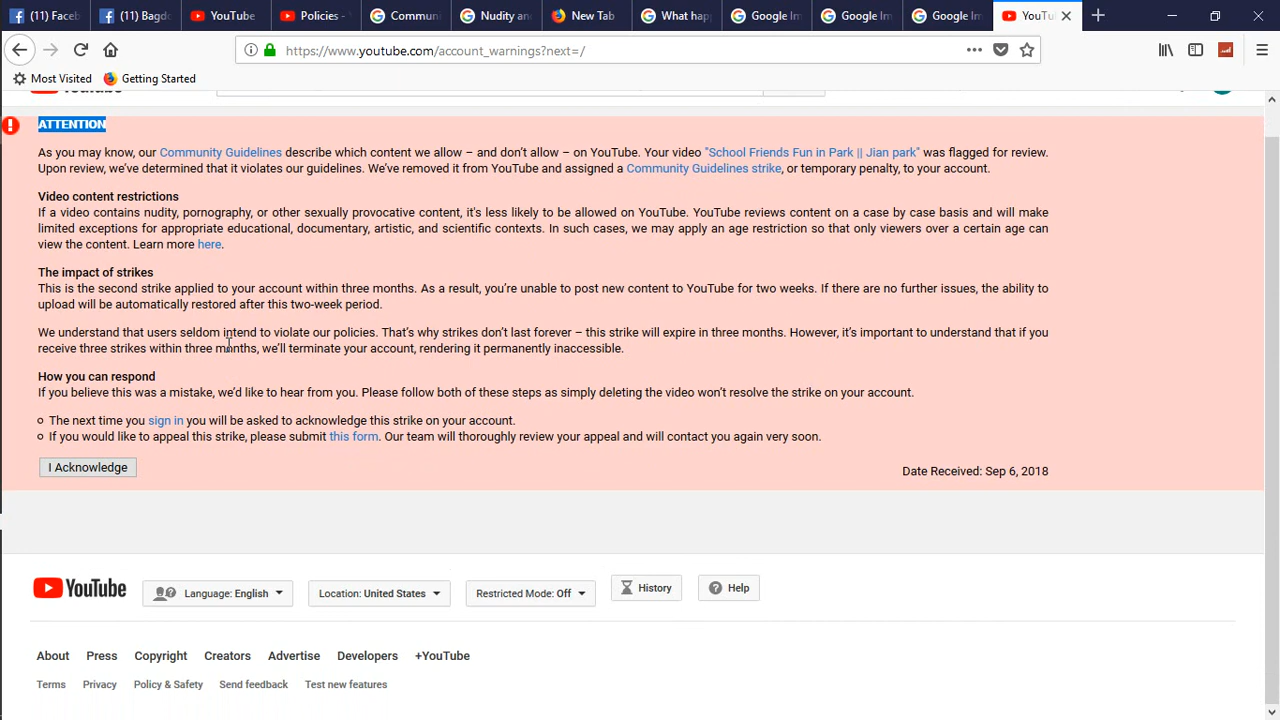 (11) Faceb
(11) Bagdo
YouTube
Policies -
Commun
Nudity an
New Tab
What hap
Google Im
Google Im
Google Im
YouTu
https://www.youtube.com/account_warnings?next=/
Most Visited
Getting Started
ATTENTION
As you may know, our Community Guidelines describe which content we allow – and don't allow – on YouTube. Your video "School Friends Fun in Park || Jian park" was flagged for review.
Upon review, we've determined that it violates our guidelines. We've removed it from YouTube and assigned a Community Guidelines strike, or temporary penalty, to your account.
Video content restrictions
If a video contains nudity, pornography, or other sexually provocative content, it's less likely to be allowed on YouTube. YouTube reviews content on a case by case basis and will make
limited exceptions for appropriate educational, documentary, artistic, and scientific contexts. In such cases, we may apply an age restriction so that only viewers over a certain age can
view the content. Learn more here.
The impact of strikes
This is the second strike applied to your account within three months. As a result, you're unable to post new content to YouTube for two weeks. If there are no further issues, the ability to
upload will be automatically restored after this two-week period.
We understand that users seldom intend to violate our policies. That's why strikes don't last forever – this strike will expire in three months. However, it's important to understand that if you
receive three strikes within three months, we'll terminate your account, rendering it permanently inaccessible.
How you can respond
If you believe this was a mistake, we'd like to hear from you. Please follow both of these steps as simply deleting the video won't resolve the strike on your account.
The next time you sign in you will be asked to acknowledge this strike on your account.
If you would like to appeal this strike, please submit this form. Our team will thoroughly review your appeal and will contact you again very soon.
I Acknowledge
Date Received: Sep 6, 2018
YouTube
Language: English
Location: United States
Restricted Mode: Off
History
Help
About
Press
Copyright
Creators
Advertise
Developers
+YouTube
Terms
Privacy
Policy & Safety
Send feedback
Test new features